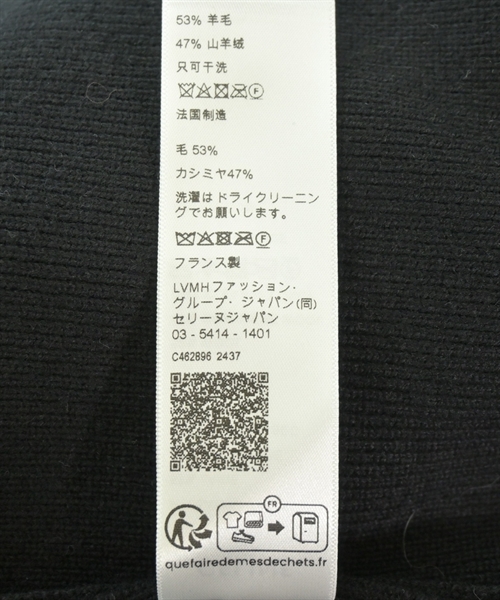 53% 羊毛
47% 山羊绒
只可干洗
F
法国制造
毛 53%
カシミヤ47%
洗濯はドライクリーニン
グでお願いします。
F
フランス製
LVMHファッション・
グループ・ジャパン(同)
セリーヌジャパン
03 - 5414 - 1401
C462896 2437
FR
quefairedemesdechets.fr